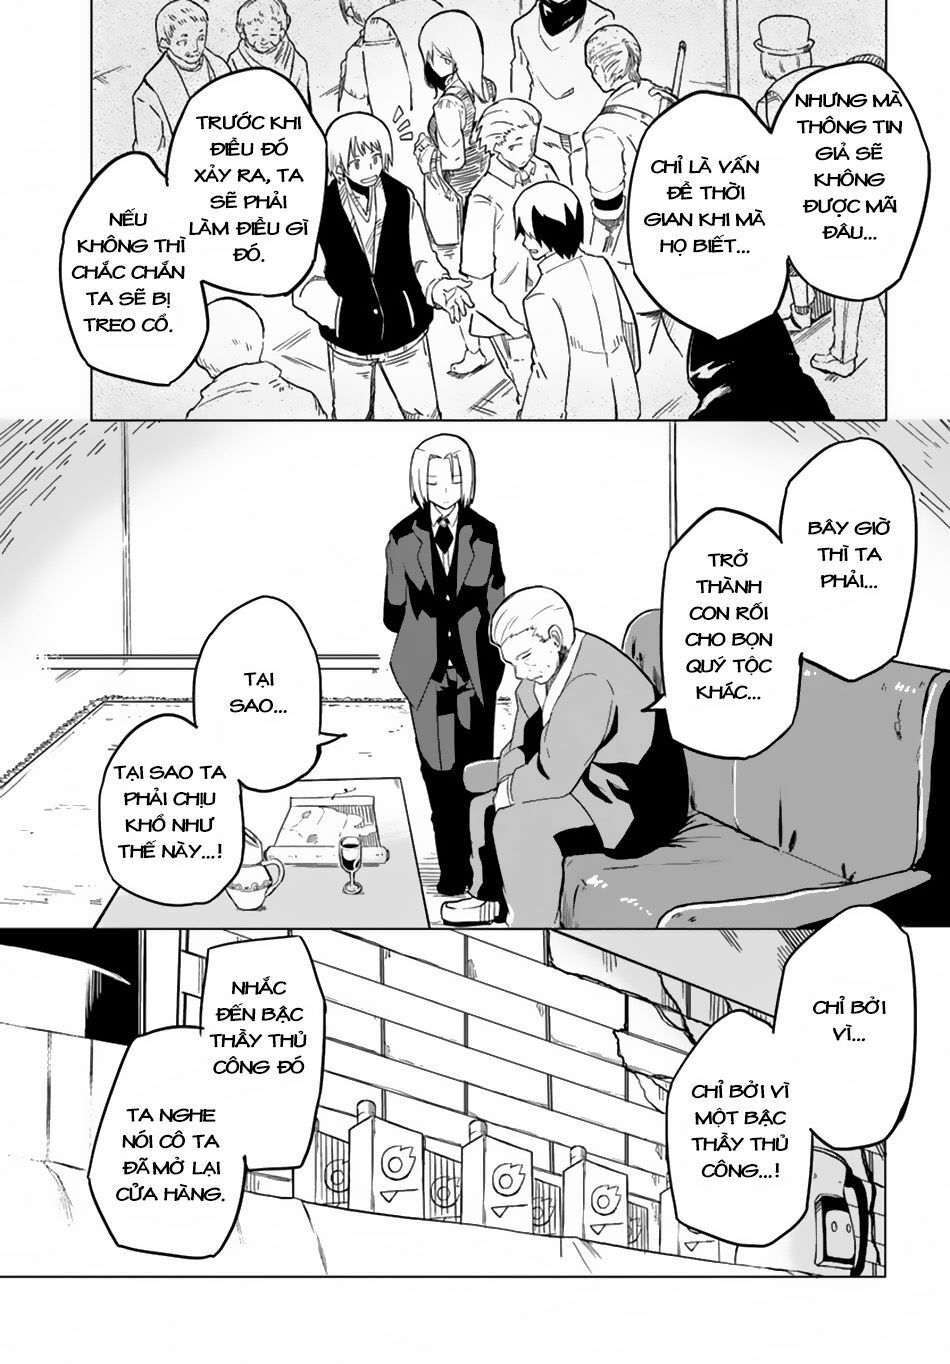 NHƯNG MÀ
THÔNG TIN
GIẢ SẼ
KHÔNG
ĐƯỢC MÃI
ĐÂU...
CHỈ LÀ VẤN
ĐỀ THỜI
GIAN KHI MÀ
HỌ BIẾT...
TRƯỚC KHI
ĐIỀU ĐÓ
XẢY RA, TA
SẼ PHẢI
LÀM ĐIỀU GÌ
ĐÓ.
NẾU
KHÔNG THÌ
CHẮC CHẮN
TA SẼ BỊ
TREO CỔ.
BÂY GIỜ
THÌ TA
PHẢI...
TRỞ
THÀNH
CON RỐI
CHO BỌN
QUÝ TỘC
KHÁC...
TẠI
SAO...
TẠI SAO TA
PHẢI CHỊU
KHỔ NHƯ
THẾ NÀY...!
CHỈ BỞI
VÌ...
CHỈ BỞI VÌ
MỘT BẬC
THẦY THỦ
CÔNG...!
NHẮC
ĐẾN BẬC
THẦY THỦ
CÔNG ĐÓ
TA NGHE
NÓI CÔ TA
ĐÃ MỞ LẠI
CỬA HÀNG.